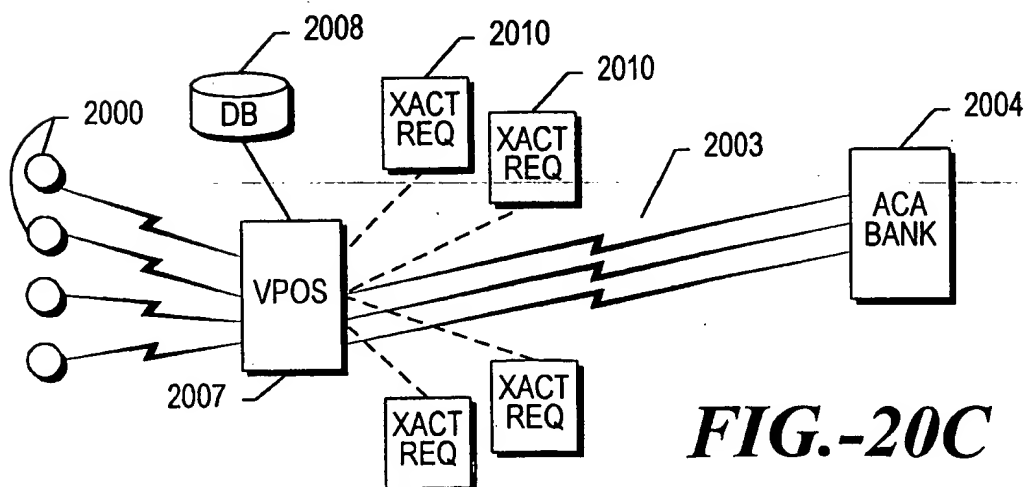 2008
2010
2010
2000
DB
XACT
REQ
XACT
REQ
2004
2003
ACA
BANK
VPOS
2007
XACT
REQ
XACT
REQ
FIG.-20C